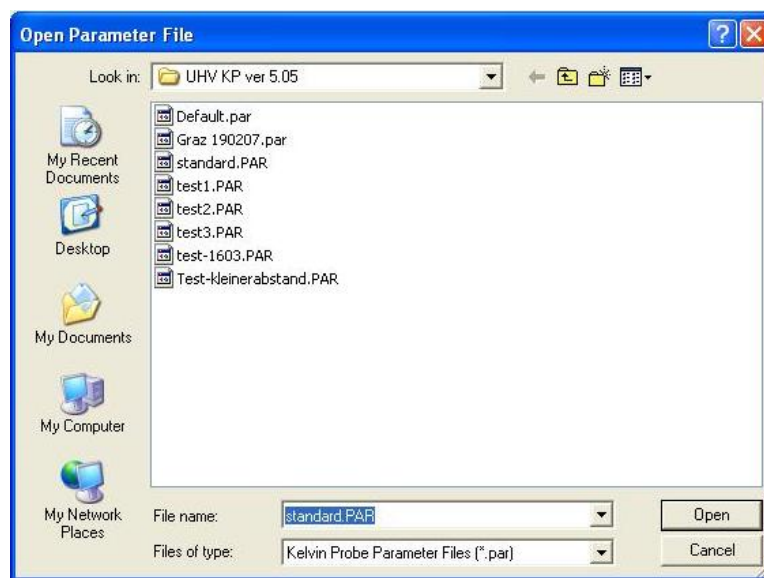 Open Parameter File
Look in: UHV KP ver 5.05
My Recent
Documents
Desktop
My Documents
My Computer
My Network
Places
Default.par
Graz 190207.par
standard.PAR
test1.PAR
test2.PAR
test3.PAR
test-1603.PAR
Test-kleinerabstand.PAR
File name: standard.PAR Open
Files of type: Kelvin Probe Parameter Files (*.par) Cancel